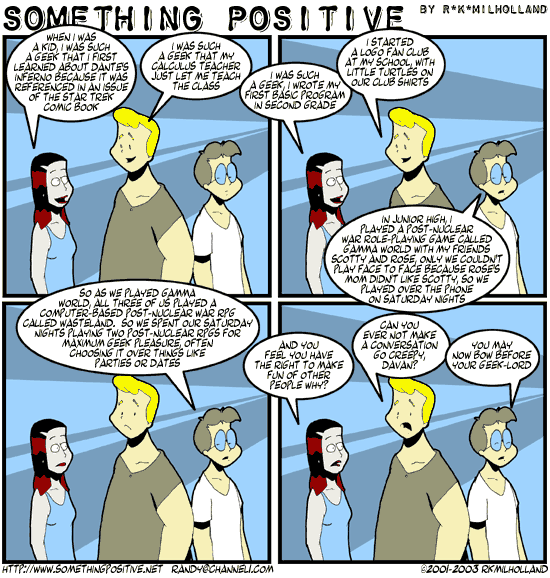 SOMETHING POSITIVE
BY R*K*MILHOLLAND
WHEN I WAS
A KID, I WAS SUCH
A GEEK THAT I FIRST
LEARNED ABOUT DANTE'S
INFERNO BECAUSE IT WAS
REFERENCED IN AN ISSUE
OF THE STAR TREK
COMIC BOOK
I WAS SUCH
A GEEK THAT MY
CALCULUS TEACHER
JUST LET ME TEACH
THE CLASS
I WAS SUCH
A GEEK, I WROTE MY
FIRST BASIC PROGRAM
IN SECOND GRADE
I STARTED
A LOGO FAN CLUB
AT MY SCHOOL, WITH
LITTLE TURTLES ON
OUR CLUB SHIRTS
IN JUNIOR HIGH, I
PLAYED A POST-NUCLEAR
WAR ROLE-PLAYING GAME CALLED
GAMMA WORLD WITH MY FRIENDS
SCOTTY AND ROSE, ONLY WE COULDN'T
PLAY FACE TO FACE BECAUSE ROSE'S
MOM DIDN'T LIKE SCOTTY, SO WE
PLAYED OVER THE PHONE
ON SATURDAY NIGHTS
SO AS WE PLAYED GAMMA
WORLD, ALL THREE OF US PLAYED A
COMPUTER-BASED POST-NUCLEAR WAR RPG
CALLED WASTELAND. SO WE SPENT OUR SATURDAY
NIGHTS PLAYING TWO POST-NUCLEAR RPGS FOR
MAXIMUM GEEK PLEASURE, OFTEN
CHOOSING IT OVER THINGS LIKE
PARTIES OR DATES
AND YOU
FEEL YOU HAVE
THE RIGHT TO MAKE
FUN OF OTHER
PEOPLE WHY?
CAN YOU
EVER NOT MAKE
A CONVERSATION
GO CREEPY,
DAVAN?
YOU MAY
NOW BOW BEFORE
YOUR GEEK-LORD
HTTP://WWW.SOMETHINGPOSITIVE.NET RANDY@CHANNEL1.COM
©2001-2003 RKMILHOLLAND